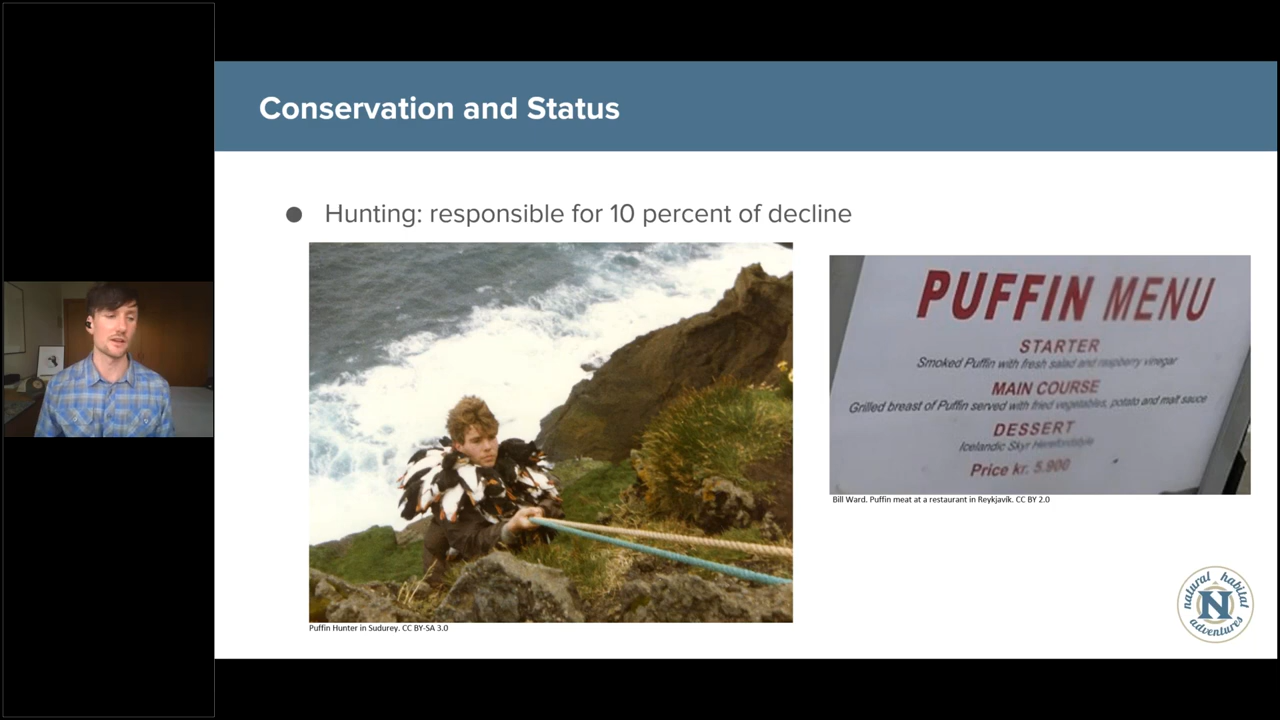 Conservation and Status
● Hunting: responsible for 10 percent of decline
PUFFIN MENU
STARTER
Smoked Puffin with fresh salad and raspberry vinegar
MAIN COURSE
Grilled breast of Puffin served with fried vegetables, potato and malt sauce
DESSERT
Icelandic Skyr Herefordstyle
Price kr. 5.900
Bill Ward. Puffin meat at a restaurant in Reykjavík. CC BY 2.0
Puffin Hunter in Sudurey. CC BY-SA 3.0
natural habitat
N
adventures